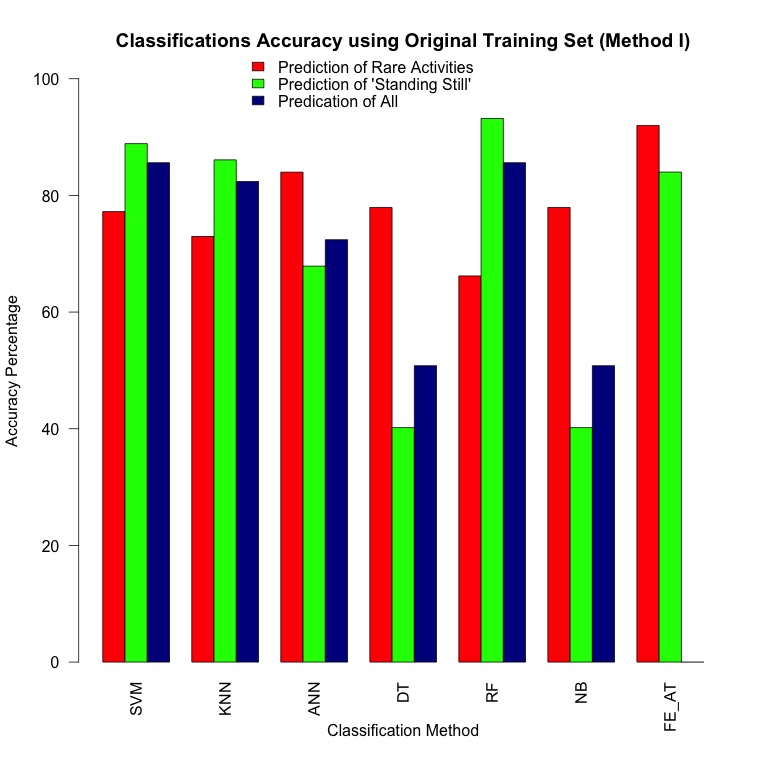 Classifications Accuracy using Original Training Set (Method I)
Prediction of Rare Activities
Prediction of 'Standing Still'
Predication of All
100
80
60
40
20
0
Accuracy Percentage
SVM
KNN
ANN
DT
RF
NB
FE_AT
Classification Method